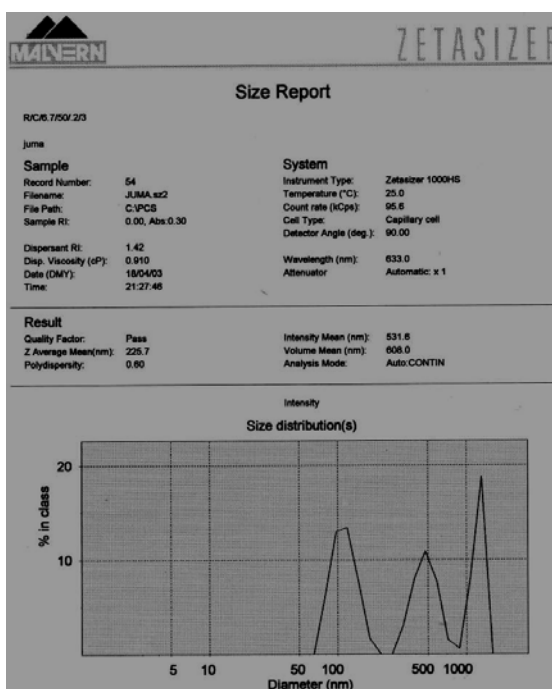 MALVERN
ZETASIZER
Size Report
R/C/6.7/50/.2/3
juma
Sample
Record Number: 54
Filename: JUMA.sz2
File Path: C:\PCS
Sample RI: 0.00, Abs:0.30
Dispersant RI: 1.42
Disp. Viscosity (cP): 0.910
Date (DMY): 18/04/03
Time: 21:27:46
System
Instrument Type: Zetasizer 1000HS
Temperature (°C): 25.0
Count rate (kCps): 95.6
Cell Type: Capillary cell
Detector Angle (deg.): 90.00
Wavelength (nm): 633.0
Attenuator Automatic: x 1
Result
Quality Factor: Pass
Z Average Mean(nm): 225.7
Polydispersity: 0.60
Intensity Mean (nm): 531.6
Volume Mean (nm): 608.0
Analysis Mode: Auto:CONTIN
Intensity
Size distribution(s)
% in class
20
10
5 10 50 100 500 1000
Diameter (nm)